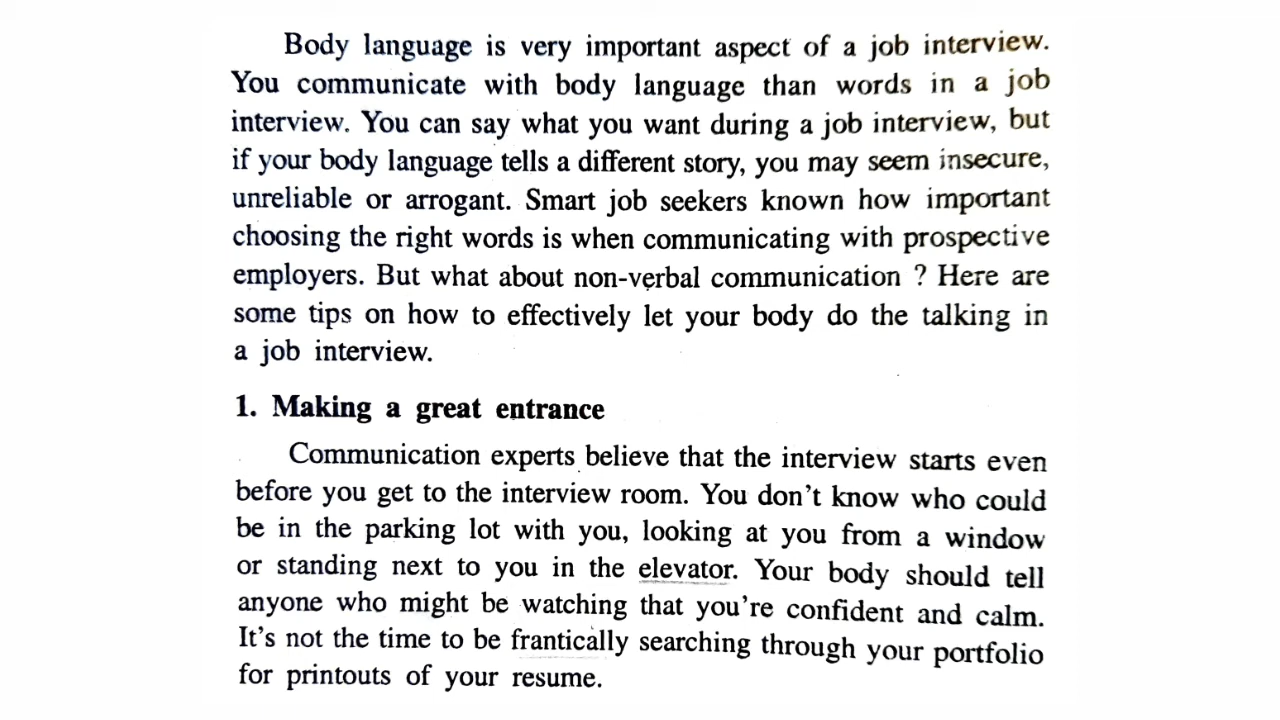 Body language is very important aspect of a job interview.
You communicate with body language than words in a job
interview. You can say what you want during a job interview, but
if your body language tells a different story, you may seem insecure,
unreliable or arrogant. Smart job seekers known how important
choosing the right words is when communicating with prospective
employers. But what about non-verbal communication ? Here are
some tips on how to effectively let your body do the talking in
a job interview.
1. Making a great entrance
Communication experts believe that the interview starts even
before you get to the interview room. You don't know who could
be in the parking lot with you, looking at you from a window
or standing next to you in the elevator. Your body should tell
anyone who might be watching that you're confident and calm.
It's not the time to be frantically searching through your portfolio
for printouts of your resume.